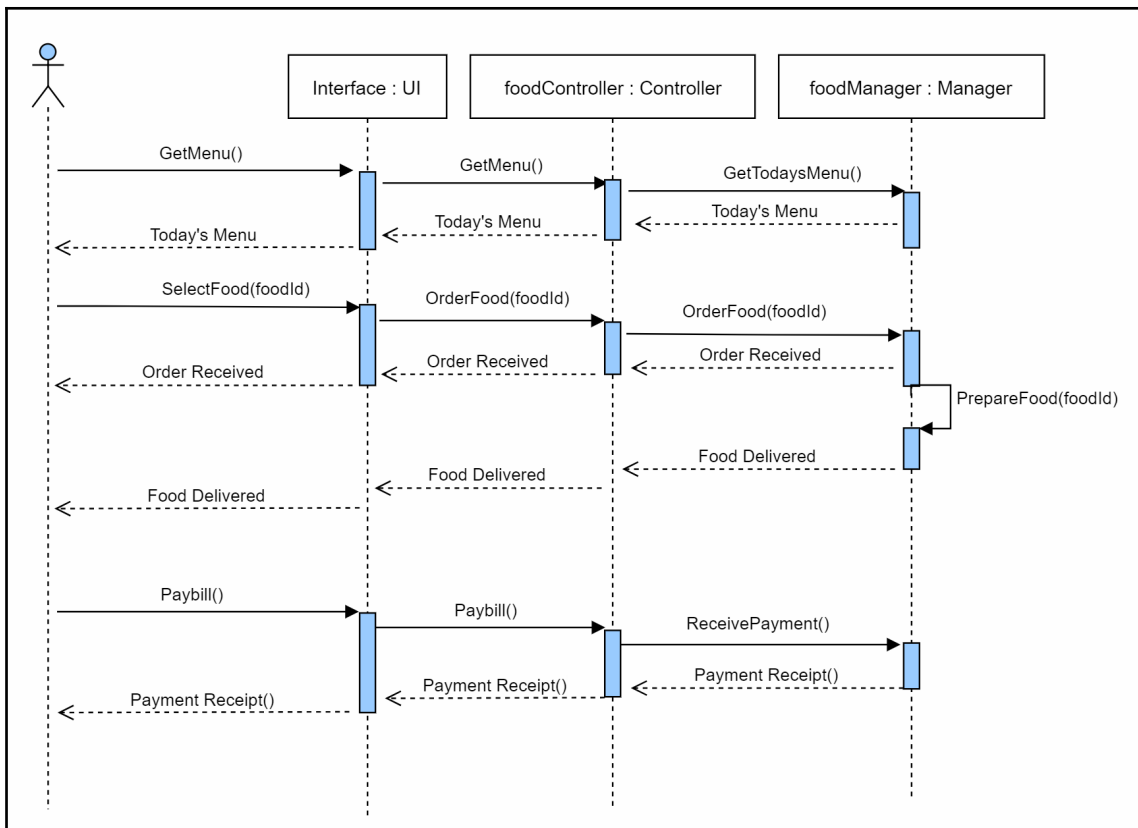 Interface : UI
foodController : Controller
foodManager : Manager
GetMenu()
GetMenu()
GetTodaysMenu()
Today's Menu
Today's Menu
Today's Menu
SelectFood(foodId)
OrderFood(foodId)
OrderFood(foodId)
Order Received
Order Received
Order Received
PrepareFood(foodId)
Food Delivered
Food Delivered
Food Delivered
Paybill()
Paybill()
ReceivePayment()
Payment Receipt()
Payment Receipt()
Payment Receipt()